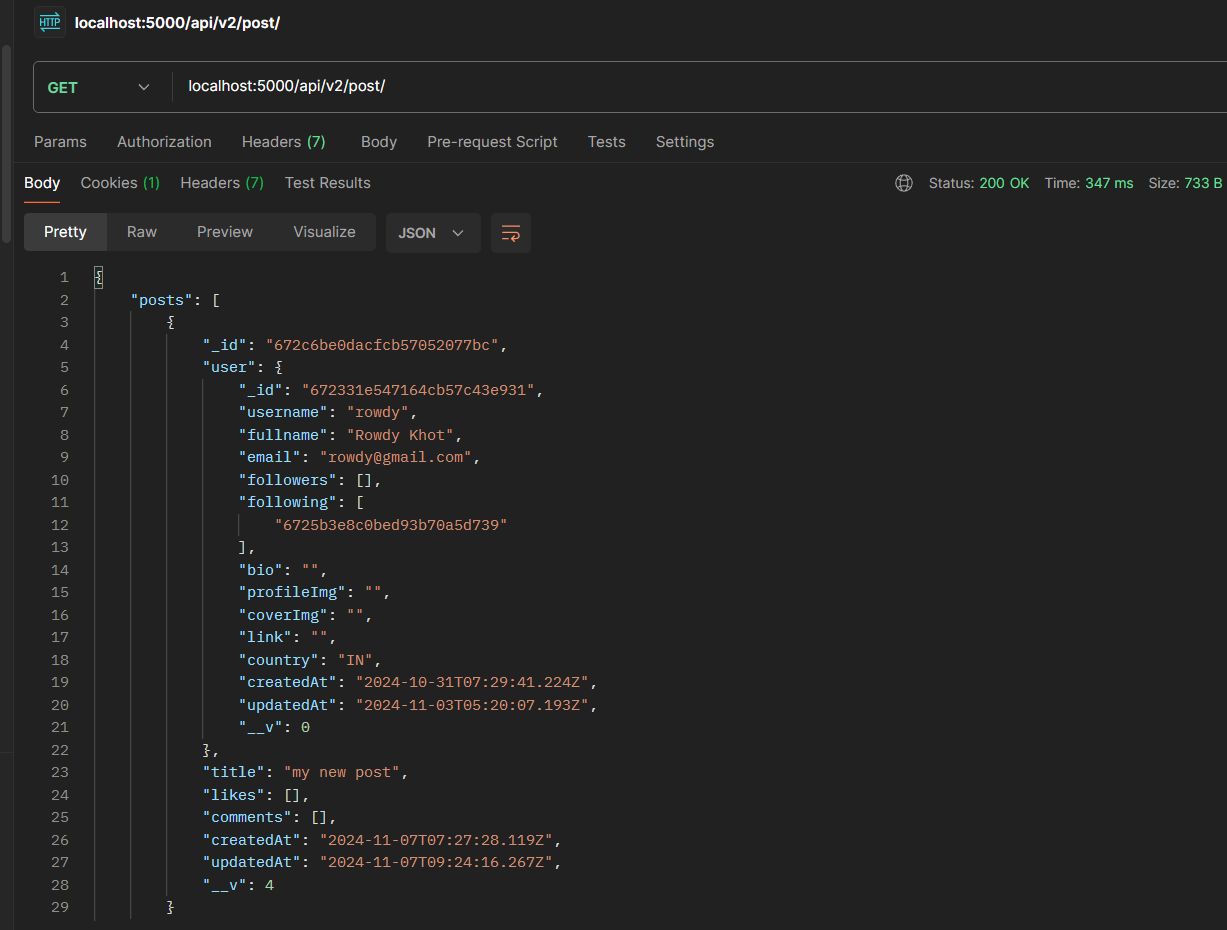 HTTP localhost:5000/api/v2/post/
GET localhost:5000/api/v2/post/
Params Authorization Headers (7) Body Pre-request Script Tests Settings
Body Cookies (1) Headers (7) Test Results Status: 200 OK Time: 347 ms Size: 733 B
Pretty Raw Preview Visualize JSON
1 {
2 "posts": [
3 {
4 "_id": "672c6be0dacfcb57052077bc",
5 "user": {
6 "_id": "672331e547164cb57c43e931",
7 "username": "rowdy",
8 "fullname": "Rowdy Khot",
9 "email": "rowdy@gmail.com",
10 "followers": [],
11 "following": [
12 "6725b3e8c0bed93b70a5d739"
13 ],
14 "bio": "",
15 "profileImg": "",
16 "coverImg": "",
17 "link": "",
18 "country": "IN",
19 "createdAt": "2024-10-31T07:29:41.224Z",
20 "updatedAt": "2024-11-03T05:20:07.193Z",
21 "__v": 0
22 },
23 "title": "my new post",
24 "likes": [],
25 "comments": [],
26 "createdAt": "2024-11-07T07:27:28.119Z",
27 "updatedAt": "2024-11-07T09:24:16.267Z",
28 "__v": 4
29 }